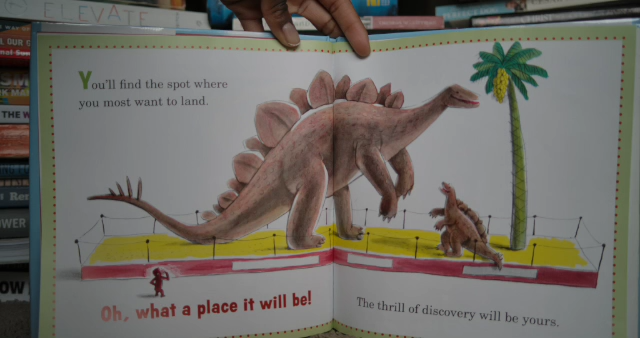 ELEVATE
You'll find the spot where
you most want to land.
Oh, what a place it will be!
The thrill of discovery will be yours.